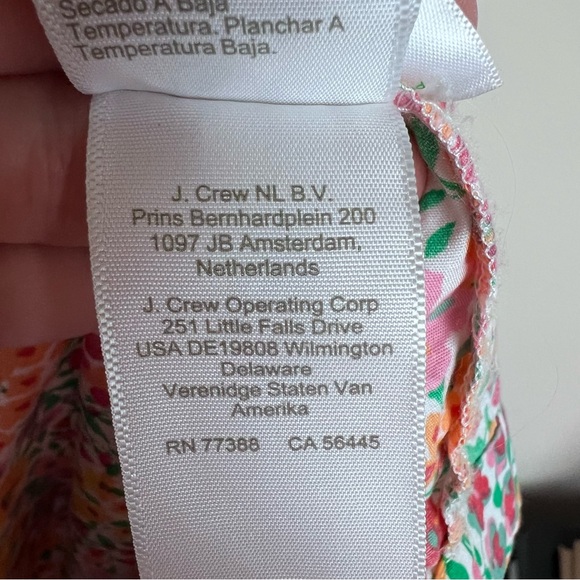 Secado A Baja
Temperatura. Planchar A
Temperatura Baja.
J. Crew NL B.V.
Prins Bernhardplein 200
1097 JB Amsterdam,
Netherlands
J. Crew Operating Corp
251 Little Falls Drive
USA DE19808 Wilmington
Delaware
Verenidge Staten Van
Amerika
RN 77388 CA 56445